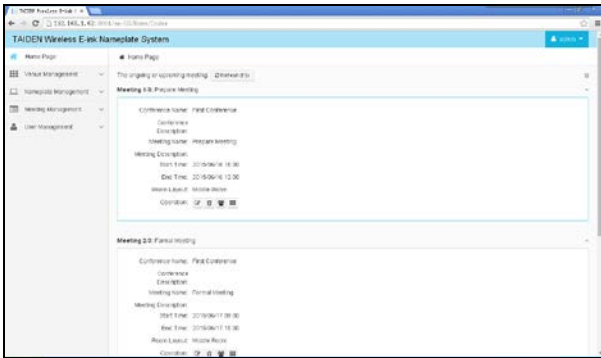 TAIDEN Wireless E-ink Nameplate System
admin
Home Page
Home Page
Venue Management
Nameplate Management
Meeting Management
User Management
The ongoing or upcoming meeting
Meeting 1/3: Prepare Meeting
Conference Name: First Conference
Conference
Description:
Meeting Name: Prepare Meeting
Meeting Description:
Start Time:
End Time:
Room Layout: Middle Room
Operation:
Meeting 2/3: Formal Meeting
Conference Name: First Conference
Conference
Description:
Meeting Name: Formal Meeting
Meeting Description:
Start Time:
End Time:
Room Layout: Middle Room
Operation: